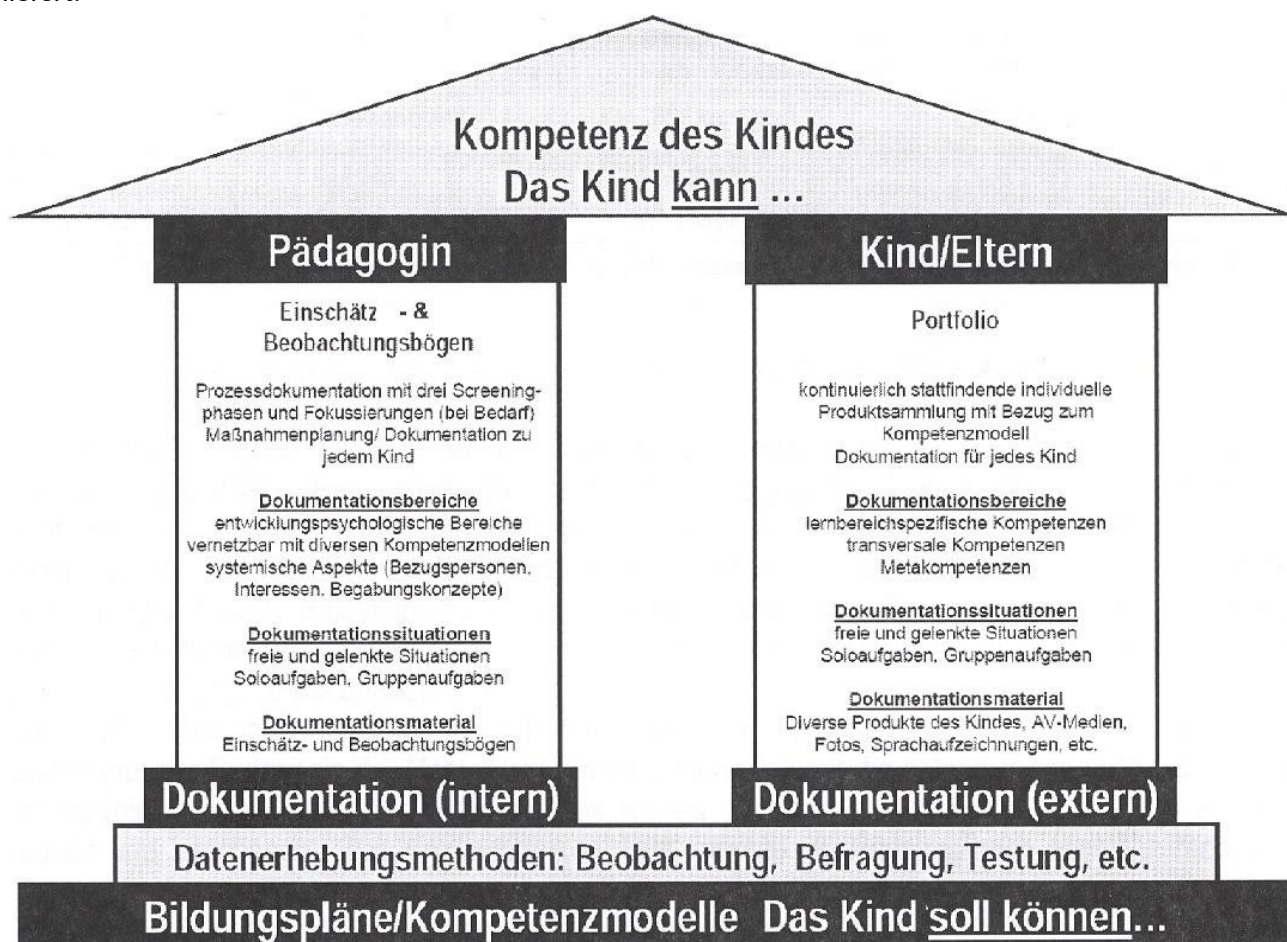 Kompetenz des Kindes
Das Kind kann ...
Pädagogin
Einschätz - &
Beobachtungsbögen
Prozessdokumentation mit drei Screening-
phasen und Fokussierungen (bei Bedarf)
Maßnahmenplanung/ Dokumentation zu
jedem Kind
Dokumentationsbereiche
entwicklungspsychologische Bereiche
vernetzbar mit diversen Kompetenzmodellen
systemische Aspekte (Bezugspersonen,
Interessen, Begabungskonzepte)
Dokumentationssituationen
freie und gelenkte Situationen
Soloaufgaben, Gruppenaufgaben
Dokumentationsmaterial
Einschätz- und Beobachtungsbögen
Dokumentation (intern)
Kind/Eltern
Portfolio
kontinuierlich stattfindende individuelle
Produktsammlung mit Bezug zum
Kompetenzmodell
Dokumentation für jedes Kind
Dokumentationsbereiche
lernbereichspezifische Kompetenzen
transversale Kompetenzen
Metakompetenzen
Dokumentationssituationen
freie und gelenkte Situationen
Soloaufgaben, Gruppenaufgaben
Dokumentationsmaterial
Diverse Produkte des Kindes, AV-Medien,
Fotos, Sprachaufzeichnungen, etc.
Dokumentation (extern)
Datenerhebungsmethoden: Beobachtung, Befragung, Testung, etc.
Bildungspläne/Kompetenzmodelle Das Kind soll können...